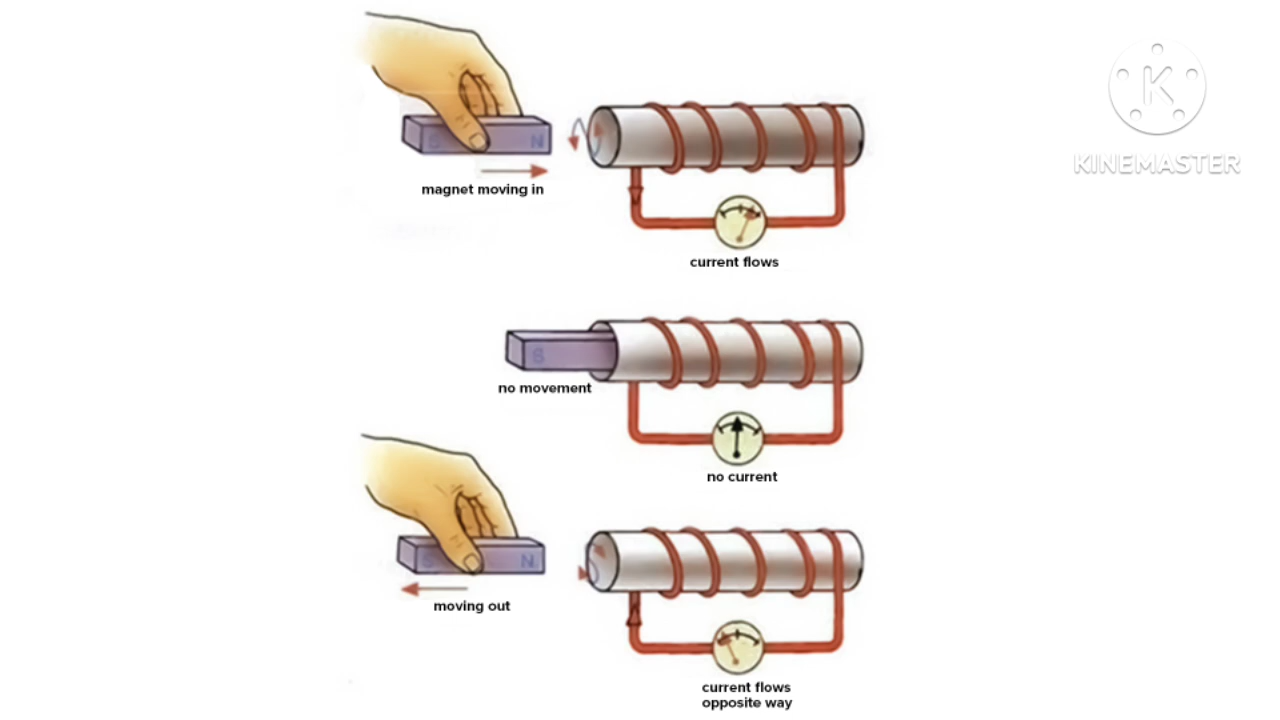 S
N
magnet moving in
current flows
S
no movement
no current
S
N
moving out
current flows
opposite way
K
KINEMASTER